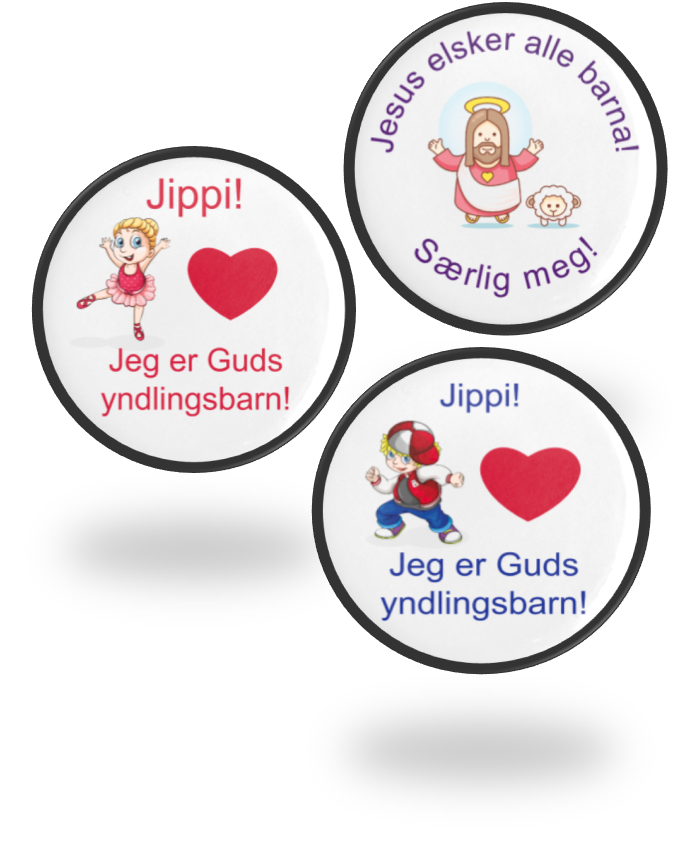 Jesus elsker alle barna!
Særlig meg!
Jippi!
Jeg er Guds
yndlingsbarn!
Jippi!
Jeg er Guds
yndlingsbarn!